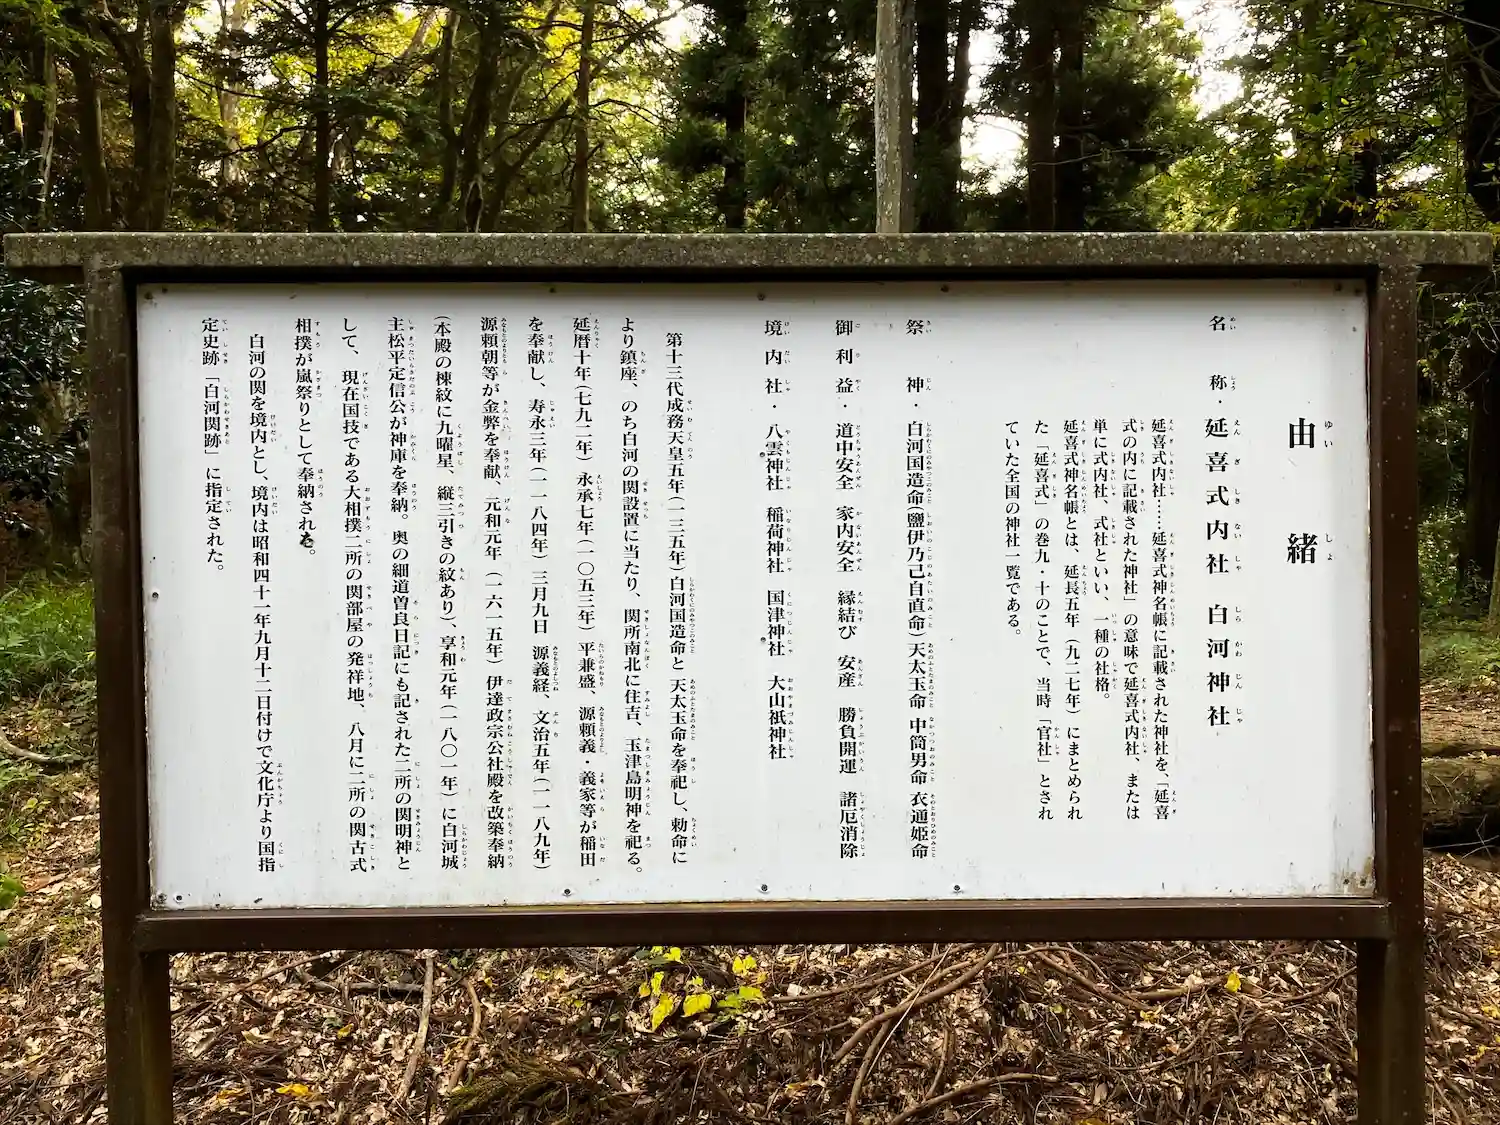 由緒
名称・延喜式内社 白河神社
延喜式内社……延喜式神名帳に記載された神社を、「延喜
式の内に記載された神社」の意味で延喜式内社、または
単に式内社、式社といい、一種の社格。
延喜式神名帳とは、延長五年（九二七年）にまとめられ
た「延喜式」の巻九・十のことで、当時「官社」とされ
ていた全国の神社一覧である。
祭神・白河国造命(鹽伊乃己自直命)天太玉命 中筒男命 衣通姫命
御利益・道中安全 家内安全 縁結び 安産 勝負開運 諸厄消除
境内社・八雲神社 稲荷神社 国津神社 大山祇神社
第十三代成務天皇五年(一三五年)白河国造命と 天太玉命を奉祀し、勅命に
より鎮座、のち白河の関設置に当たり、関所南北に住吉、玉津島明神を祀る。
延暦十年(七九二年)永承七年(一〇五三年)平兼盛、源頼義・義家等が稲田
を奉献し、寿永三年(一一八四年)三月九日 源義経、文治五年(一一八九年)
源頼朝等が金弊を奉献、元和元年（一六一五年）伊達政宗公社殿を改築奉納
(本殿の棟紋に九曜星、縦三引きの紋あり)、享和元年(一八〇一年)に白河城
主松平定信公が神庫を奉納。奥の細道曽良日記にも記された二所の関明神と
して、現在国技である大相撲二所の関部屋の発祥地、八月に二所の関古式
相撲が嵐祭りとして奉納された。
白河の関を境内とし、境内は昭和四十一年九月十二日付けで文化庁より国指
定史跡「白河関跡」に指定された。